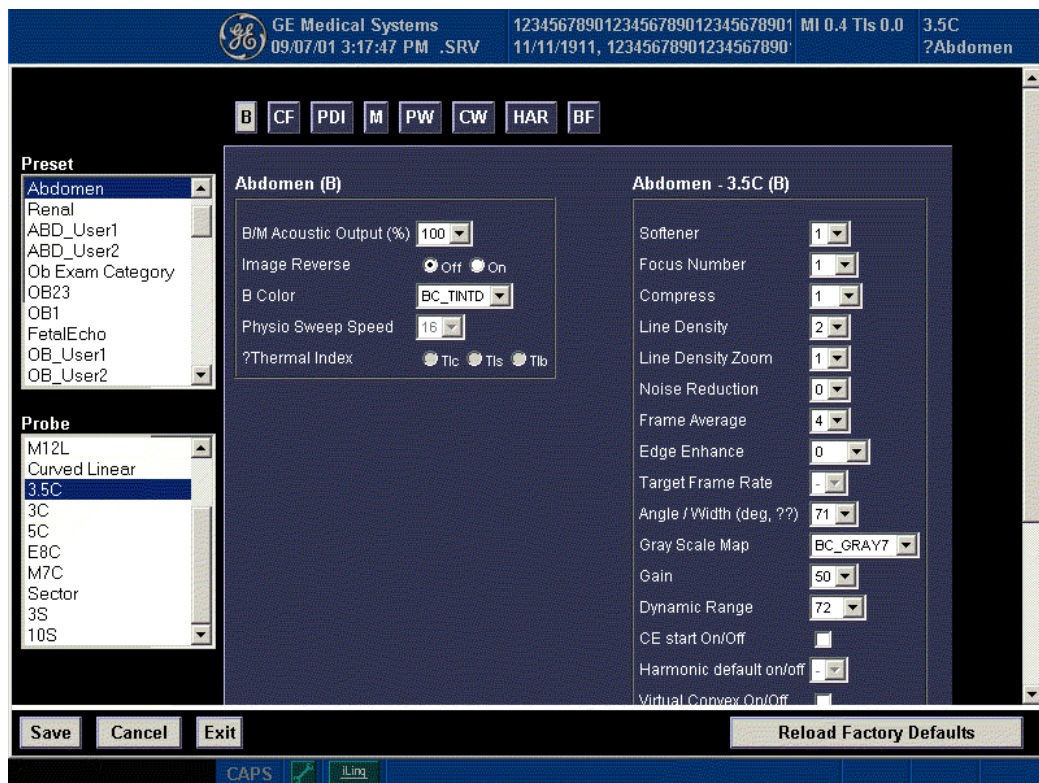 GE Medical Systems
09/07/01 3:17:47 PM .SRV
1234567890123456789012345678901 MI 0.4 TIs 0.0
11/11/1911, 12345678901234567890
3.5C
?Abdomen
B CF PDI M PW CW HAR BF
Preset
Abdomen
Renal
ABD_User1
ABD_User2
Ob Exam Category
OB23
OB1
FetalEcho
OB_User1
OB_User2
Probe
M12L
Curved Linear
3.5C
3C
5C
E8C
M7C
Sector
3S
10S
Abdomen (B)
B/M Acoustic Output (%) 100
Image Reverse Off On
B Color BC_TINTD
Physio Sweep Speed 16
?Thermal Index TIc TIs TIb
Abdomen - 3.5C (B)
Softener 1
Focus Number 1
Compress 1
Line Density 2
Line Density Zoom 1
Noise Reduction 0
Frame Average 4
Edge Enhance 0
Target Frame Rate -
Angle / Width (deg, ??) 71
Gray Scale Map BC_GRAY7
Gain 50
Dynamic Range 72
CE start On/Off
Harmonic default on/off -
Virtual Convex On/Off
Save Cancel Exit
Reload Factory Defaults
CAPS iLinq